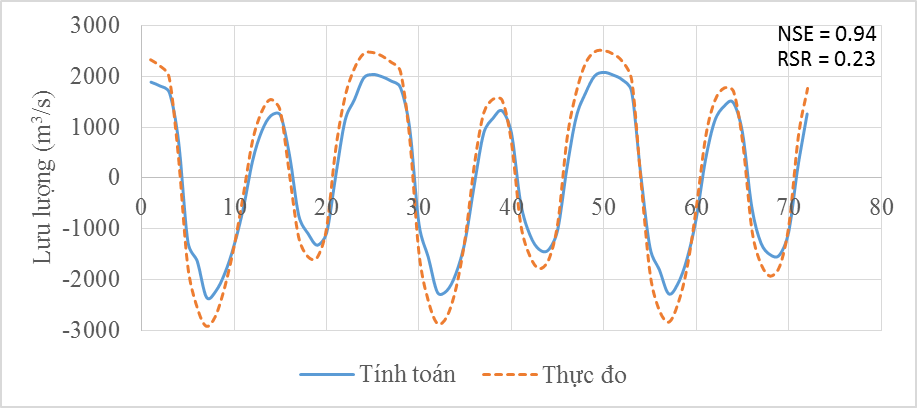 NSE = 0.94
RSR = 0.23
Lưu lượng (m³/s)
3000
2000
1000
0
-1000
-2000
-3000
0 10 20 30 40 50 60 70 80
Tính toán Thực đo